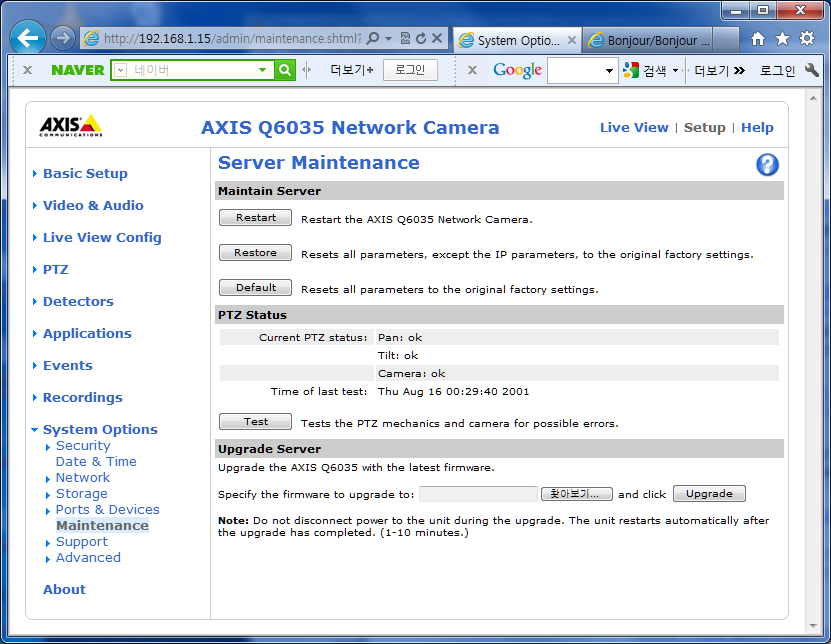 http://192.168.1.15/admin/maintenance.shtml?
System Optio...
Bonjour/Bonjour ...
x NAVER 네이버 더보기+ 로그인 x Google 검색 더보기 » 로그인
AXIS COMMUNICATIONS
AXIS Q6035 Network Camera
Live View | Setup | Help
Basic Setup
Video & Audio
Live View Config
PTZ
Detectors
Applications
Events
Recordings
System Options
Security
Date & Time
Network
Storage
Ports & Devices
Maintenance
Support
Advanced
About
Server Maintenance
?
Maintain Server
Restart Restart the AXIS Q6035 Network Camera.
Restore Resets all parameters, except the IP parameters, to the original factory settings.
Default Resets all parameters to the original factory settings.
PTZ Status
Current PTZ status: Pan: ok
Tilt: ok
Camera: ok
Time of last test: Thu Aug 16 00:29:40 2001
Test Tests the PTZ mechanics and camera for possible errors.
Upgrade Server
Upgrade the AXIS Q6035 with the latest firmware.
Specify the firmware to upgrade to: 찾아보기... and click Upgrade
Note: Do not disconnect power to the unit during the upgrade. The unit restarts automatically after
the upgrade has completed. (1-10 minutes.)